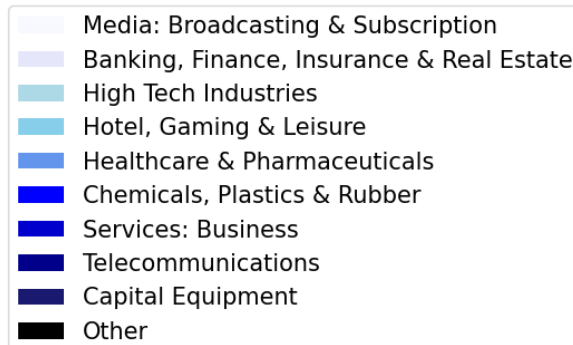 Media: Broadcasting & Subscription
Banking, Finance, Insurance & Real Estate
High Tech Industries
Hotel, Gaming & Leisure
Healthcare & Pharmaceuticals
Chemicals, Plastics & Rubber
Services: Business
Telecommunications
Capital Equipment
Other